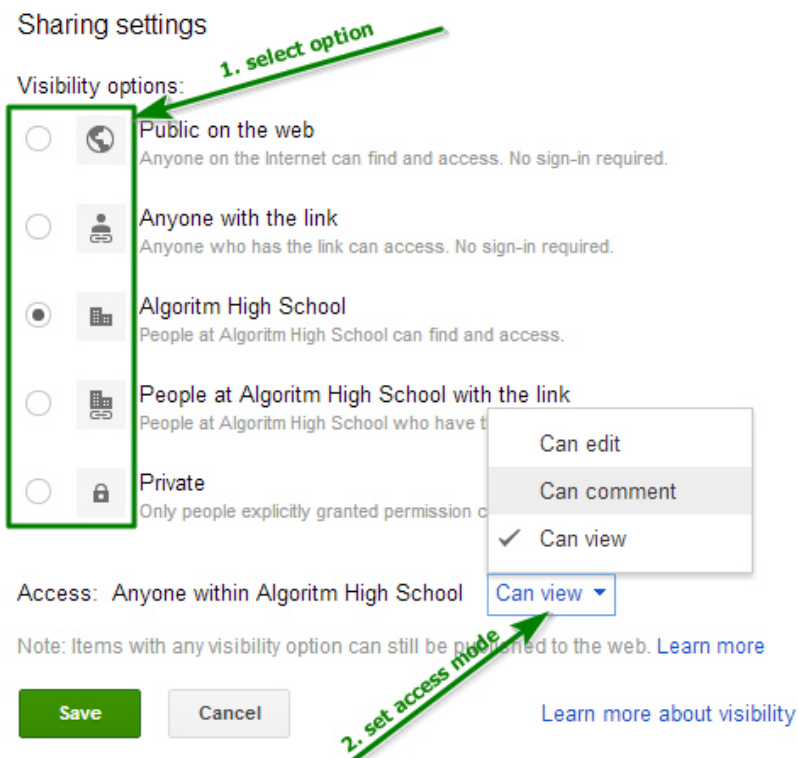 Sharing settings
1. select option
Visibility options:
Public on the web
Anyone on the Internet can find and access. No sign-in required.
Anyone with the link
Anyone who has the link can access. No sign-in required.
Algoritm High School
People at Algoritm High School can find and access.
People at Algoritm High School with the link
People at Algoritm High School who have
Can edit
Can comment
Private
Only people explicitly granted permission
Can view
Access: Anyone within Algoritm High School Can view
Note: Items with any visibility option can still be published to the web. Learn more
2. set access mode
Save Cancel Learn more about visibility